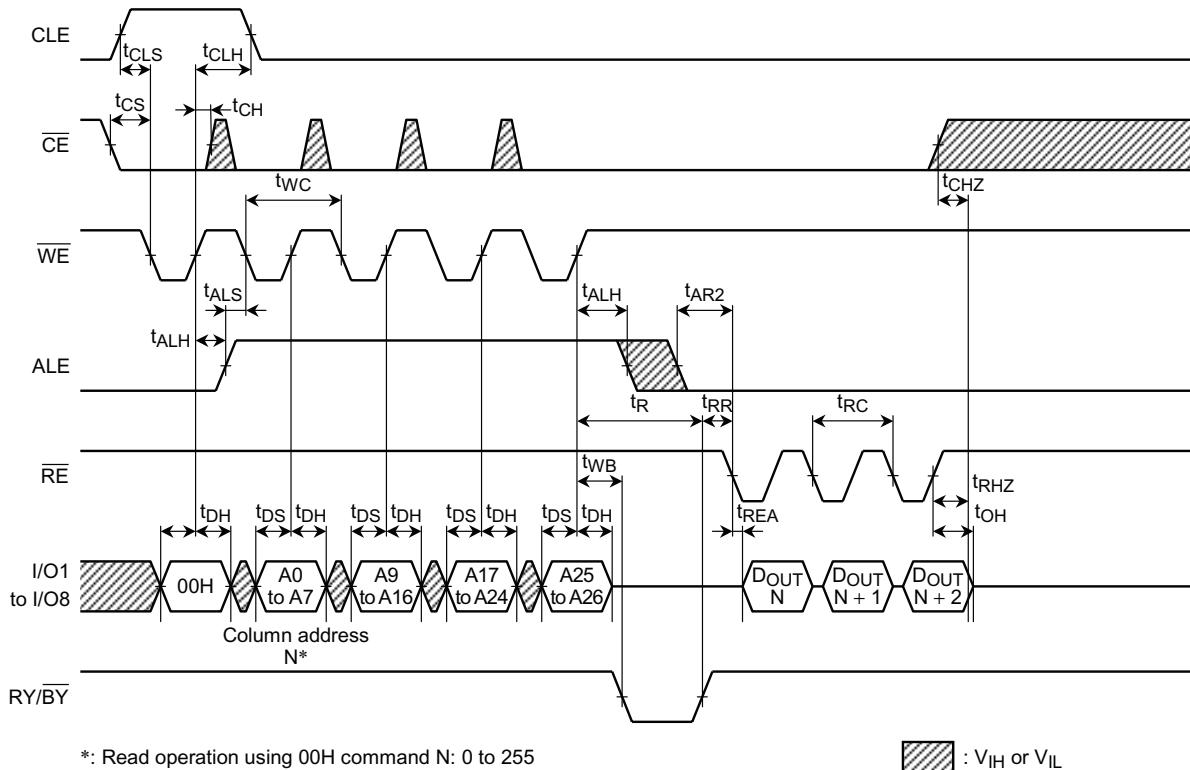 CLE
tCLS
tCLH
tCS
tCH
CE
tWC
tCHZ
WE
tALS
tALH
tAR2
tALH
ALE
tR
tRR
tRC
RE
tWB
tRHZ
tREA
tOH
tDH
tDS
tDH
tDS
tDH
tDS
tDH
tDS
tDH
I/O1
to I/O8
00H
A0
to A7
A9
to A16
A17
to A24
A25
to A26
DOUT
N
DOUT
N + 1
DOUT
N + 2
Column address
N*
RY/BY
*: Read operation using 00H command N: 0 to 255
: VIH or VIL